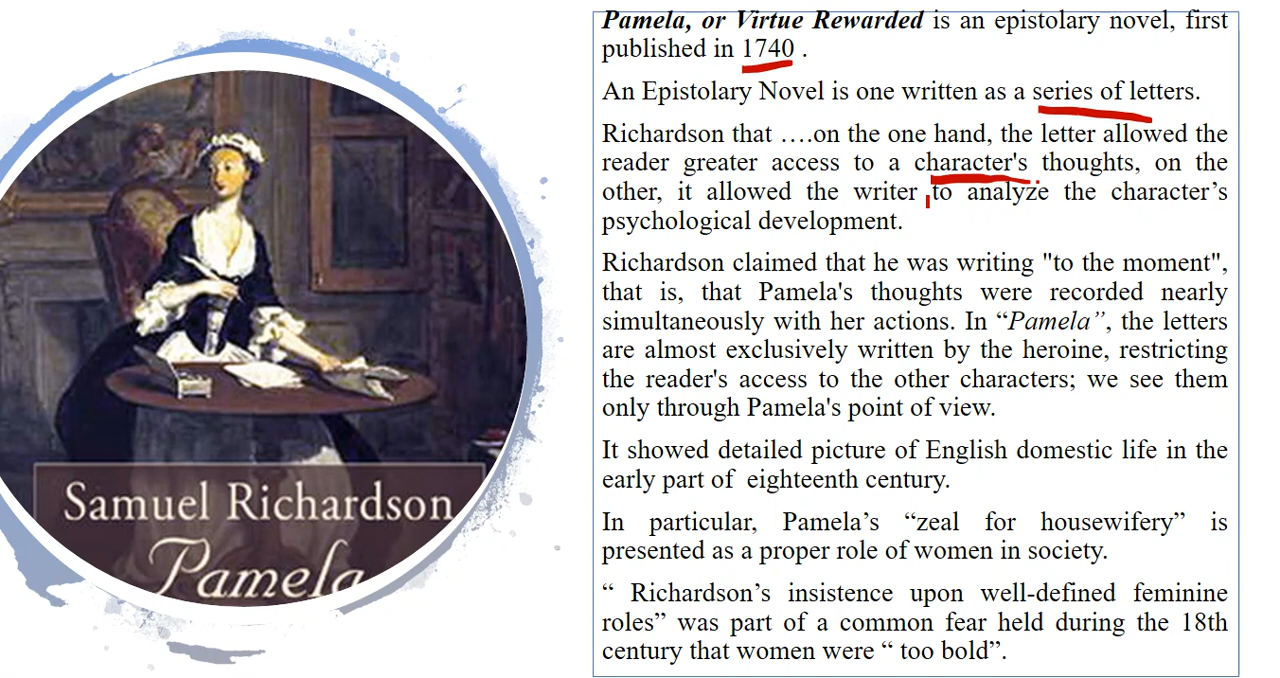 Samuel Richardson
Pamela
Pamela, or Virtue Rewarded is an epistolary novel, first
published in 1740 .
An Epistolary Novel is one written as a series of letters.
Richardson that ….on the one hand, the letter allowed the
reader greater access to a character's thoughts, on the
other, it allowed the writer to analyze the character’s
psychological development.
Richardson claimed that he was writing "to the moment",
that is, that Pamela's thoughts were recorded nearly
simultaneously with her actions. In “Pamela”, the letters
are almost exclusively written by the heroine, restricting
the reader's access to the other characters; we see them
only through Pamela's point of view.
It showed detailed picture of English domestic life in the
early part of  eighteenth century.
In particular, Pamela’s “zeal for housewifery” is
presented as a proper role of women in society.
“ Richardson’s insistence upon well-defined feminine
roles” was part of a common fear held during the 18th
century that women were “ too bold”.